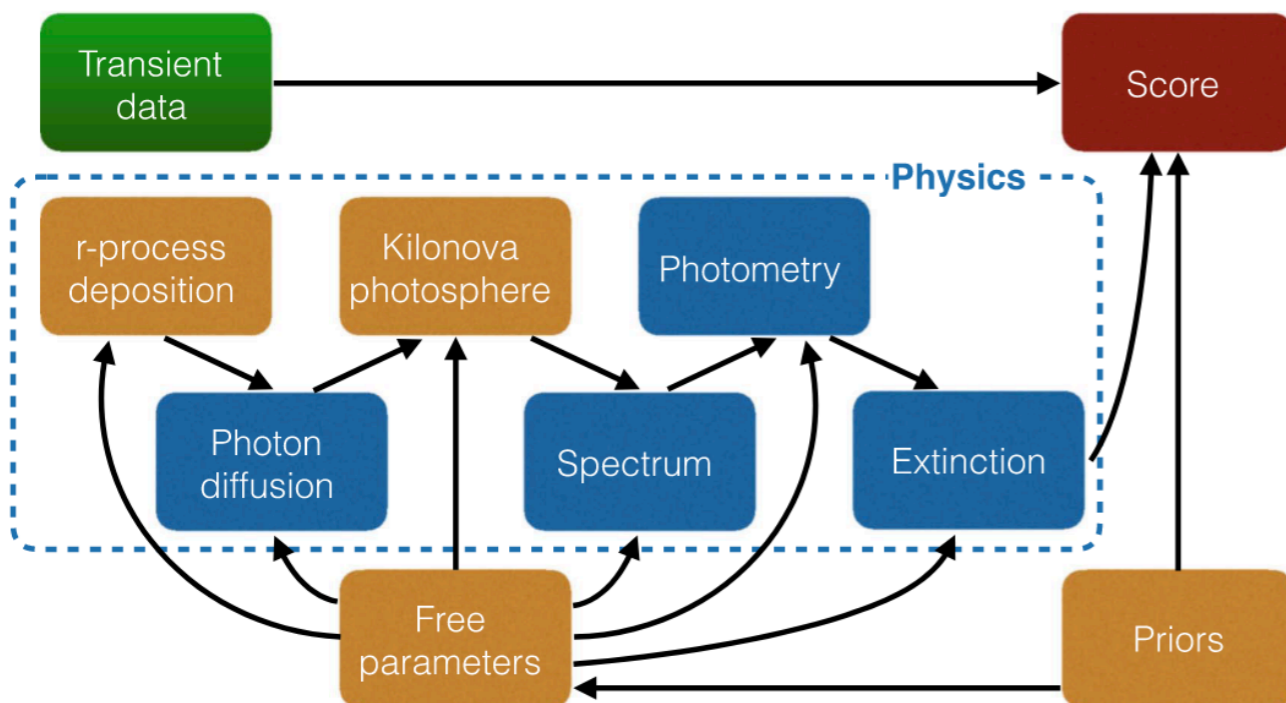 Transient
data
Score
Physics
r-process
deposition
Kilonova
photosphere
Photometry
Photon
diffusion
Spectrum
Extinction
Free
parameters
Priors